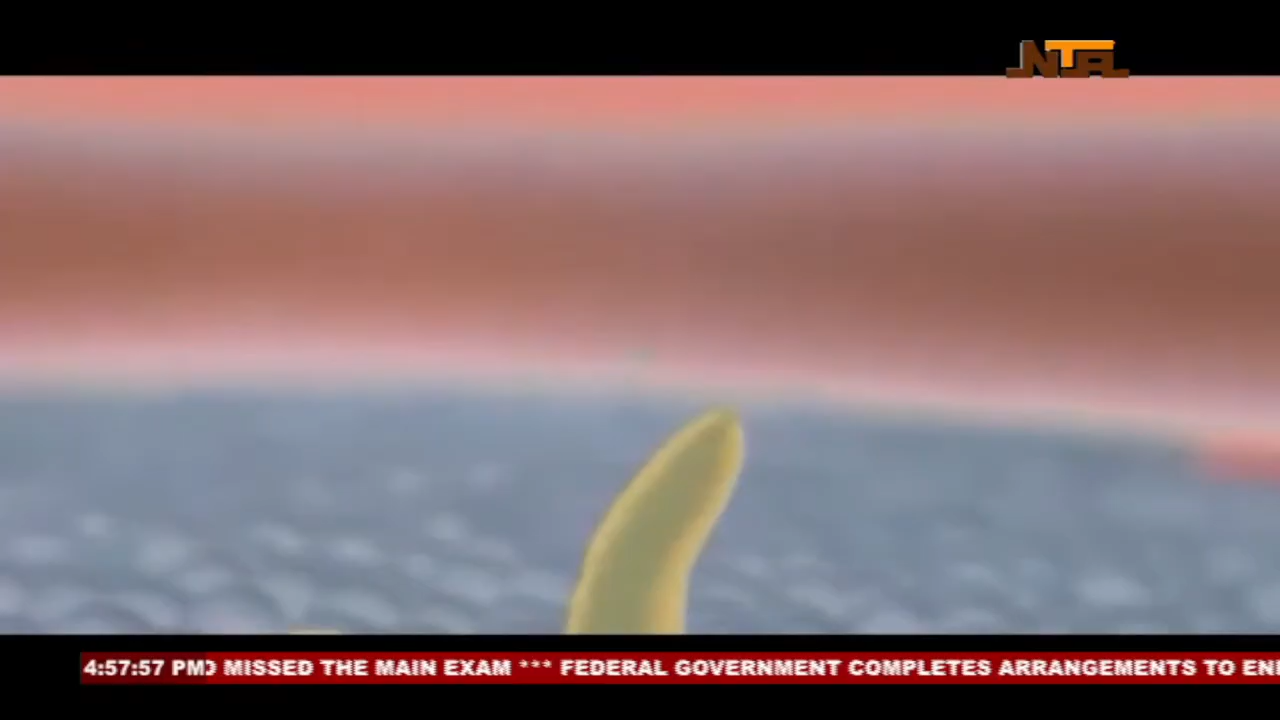 NTA
4:57:57 PM MISSED THE MAIN EXAM *** FEDERAL GOVERNMENT COMPLETES ARRANGEMENTS TO